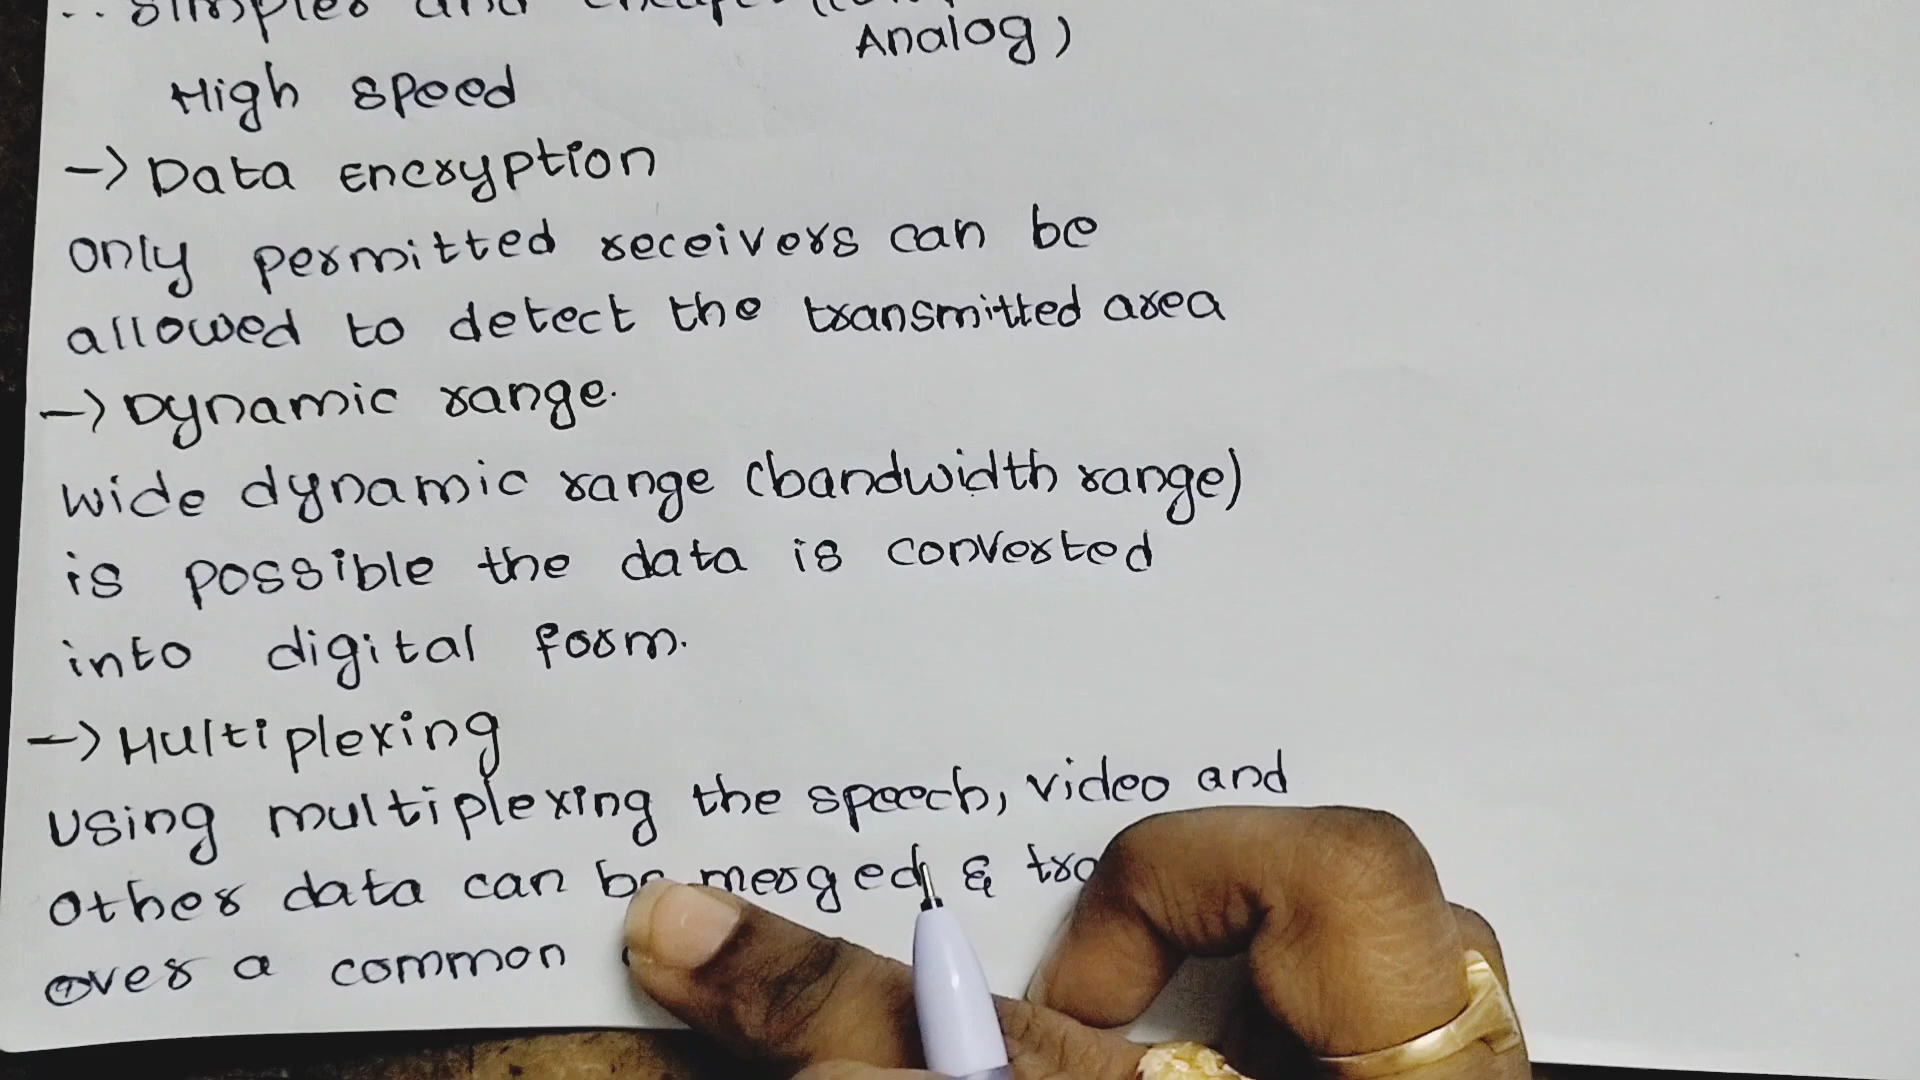 simples and
Analog)
High speed
-> Data Encryption
only permitted receivers can be
allowed to detect the transmitted area
-> Dynamic range.
wide dynamic range (bandwidth range)
is possible the data is converted
into digital form.
-> Multiplexing
using multiplexing the speech, video and
other data can be merged &
over a common